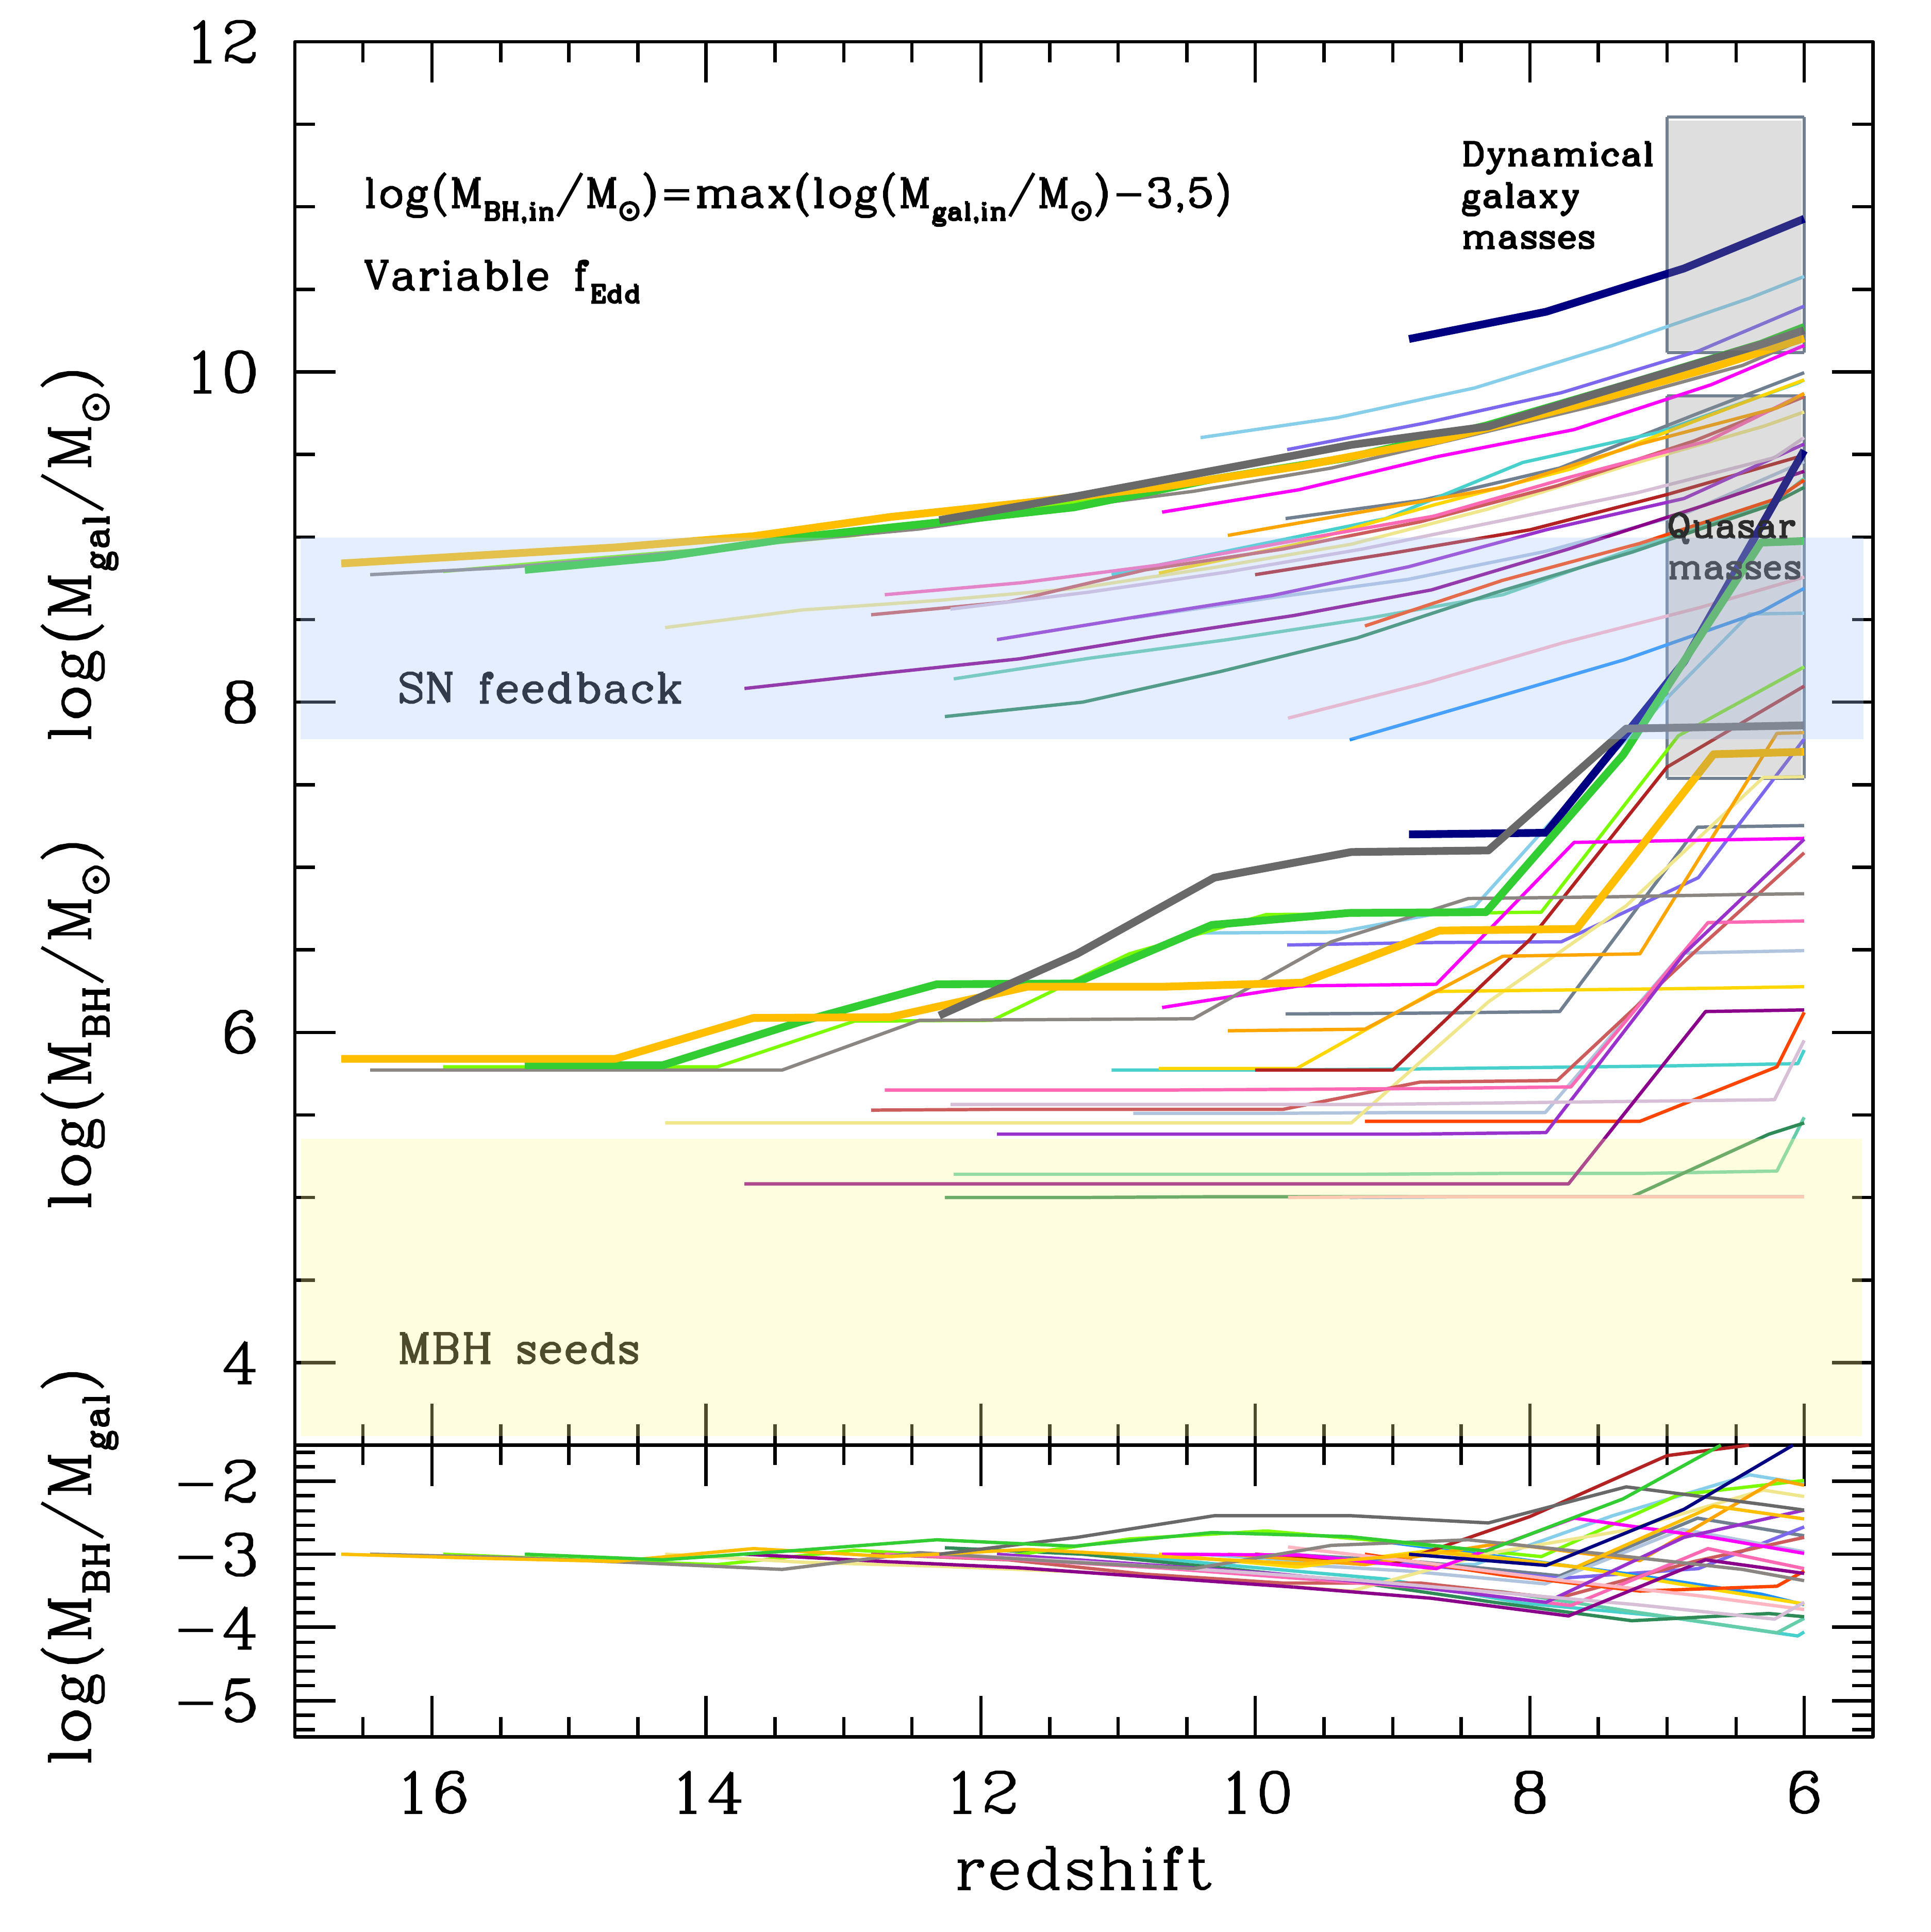 12
10
8
6
4
-2
-3
-4
-5
log(M_gal/M_⊙)
log(M_BH/M_⊙)
log(M_BH/M_gal)
log(M_BH,in/M_⊙)=max(log(M_gal,in/M_⊙)-3,5)
Variable f_Edd
Dynamical
galaxy
masses
Quasar
masses
SN feedback
MBH seeds
16 14 12 10 8 6
redshift